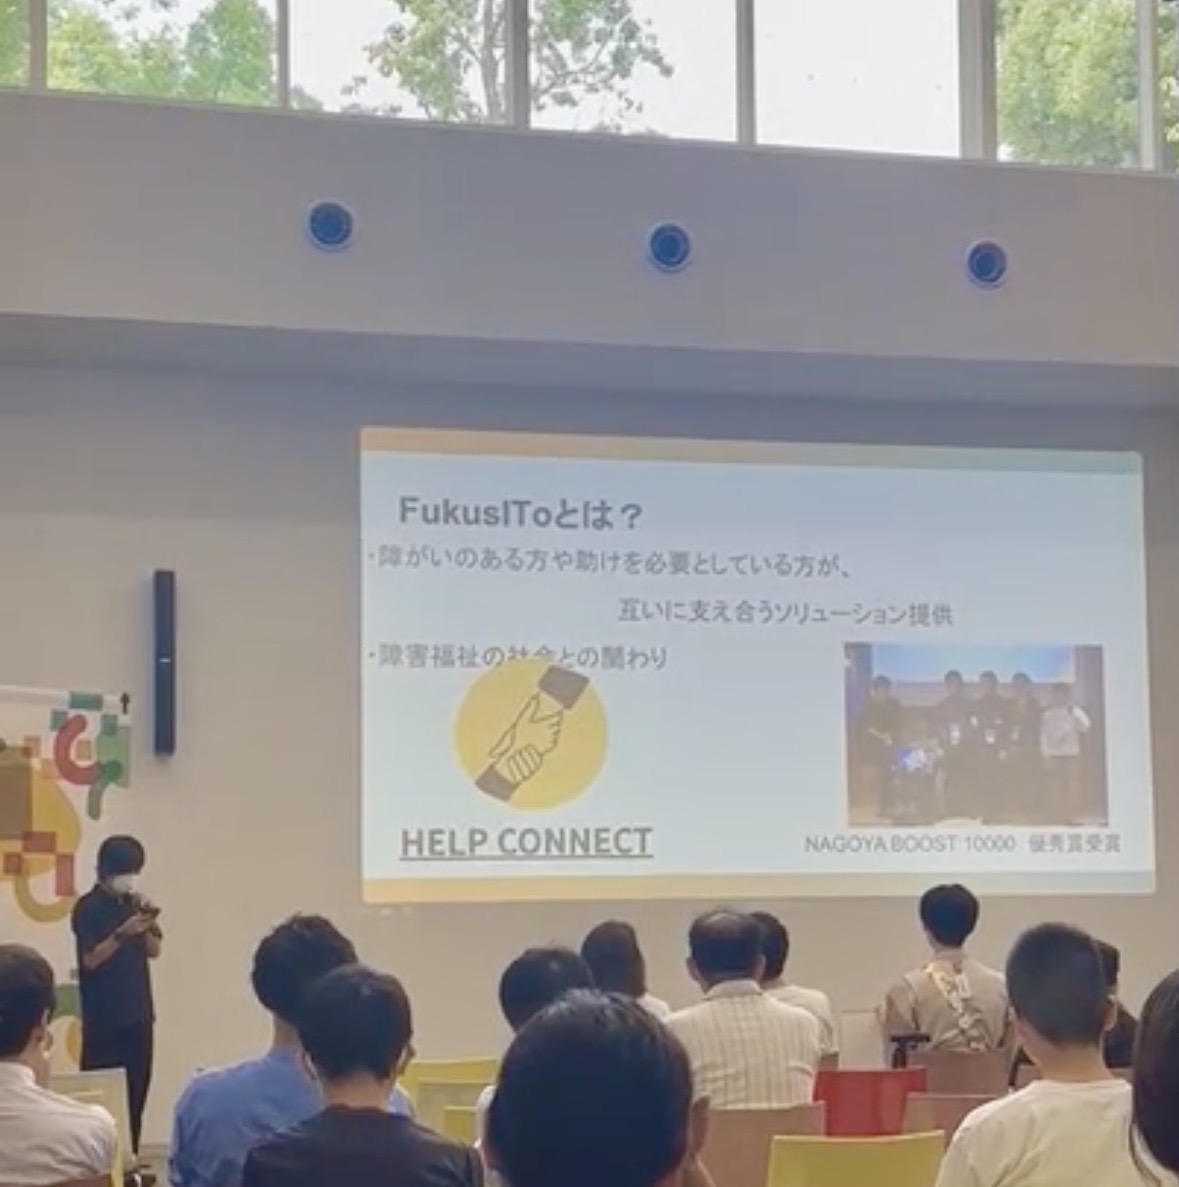 FukusIToとは？
・障がいのある方や助けを必要としている方が、
互いに支え合うソリューション提供
・障害福祉の社会との関わり
HELP CONNECT
NAGOYA BOOST 10000 優秀賞受賞